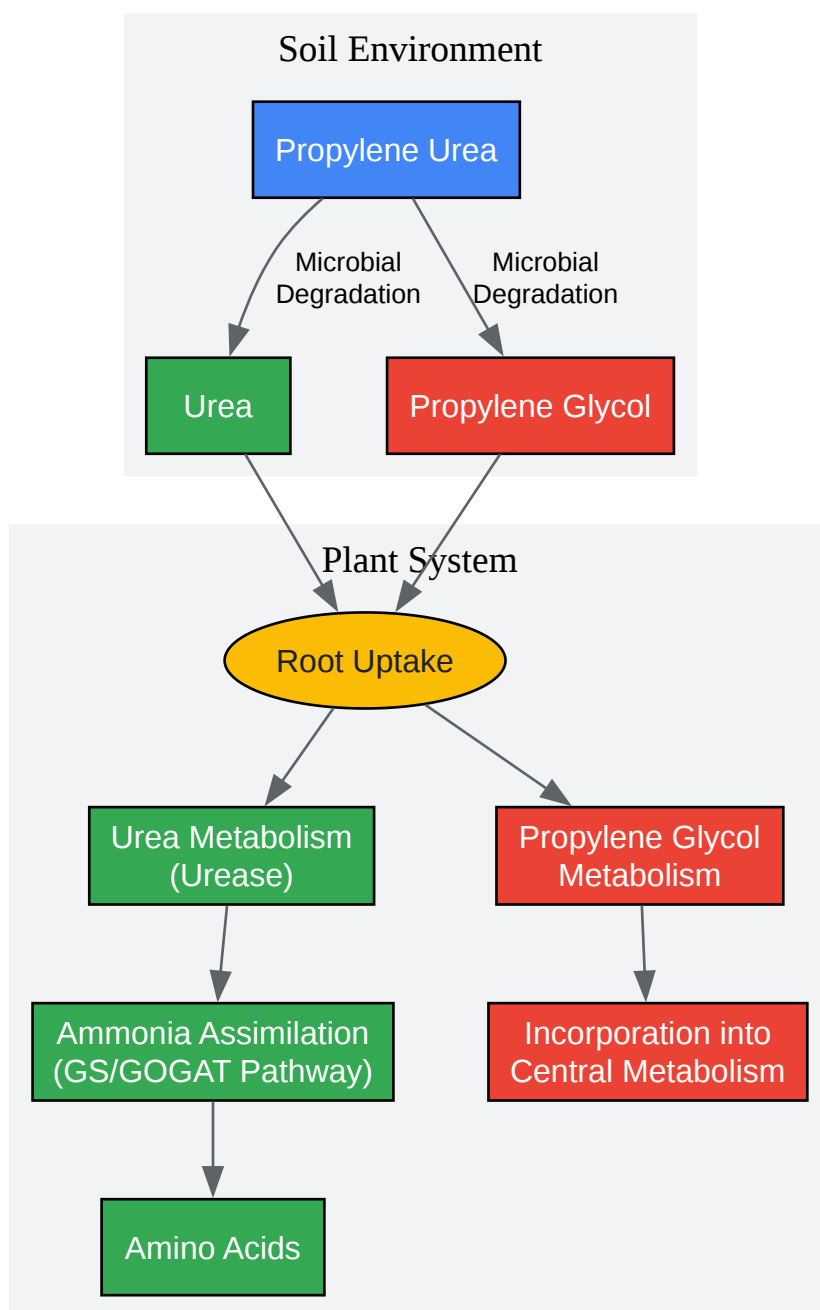 Soil Environment
Propylene Urea
Microbial
Degradation
Microbial
Degradation
Urea
Propylene Glycol
Plant System
Root Uptake
Urea Metabolism
(Urease)
Propylene Glycol
Metabolism
Ammonia Assimilation
(GS/GOGAT Pathway)
Incorporation into
Central Metabolism
Amino Acids